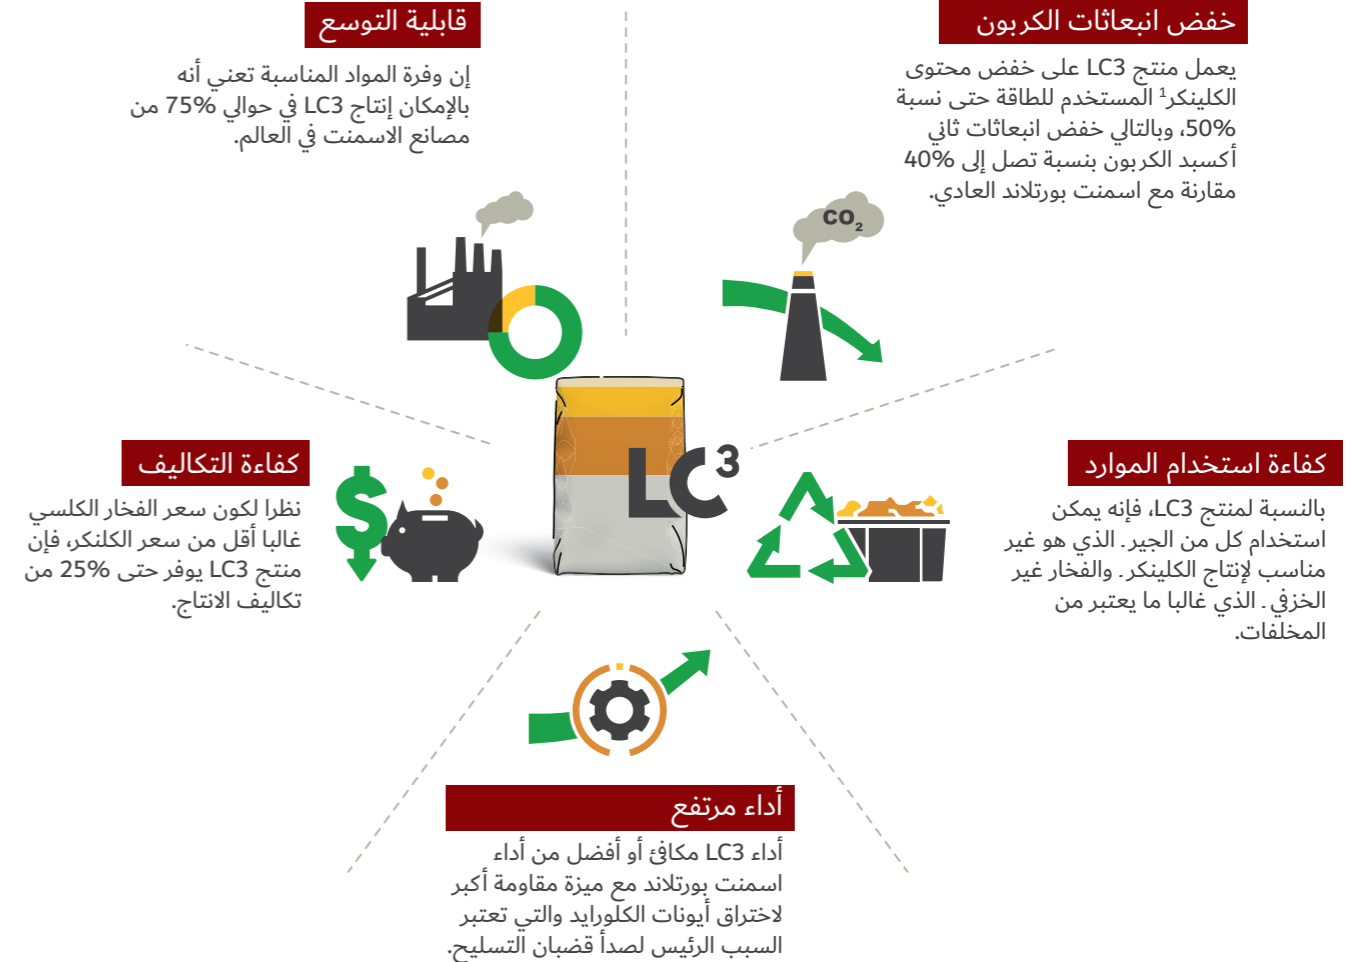 خفض انبعاثات الكربون
يعمل منتج LC3 على خفض محتوى
الكلينكر¹ المستخدم للطاقة حتى نسبة
50%، وبالتالي خفض انبعاثات ثاني
أكسيد الكربون بنسبة تصل إلى 40%
مقارنة مع اسمنت بورتلاند العادي.
CO₂
قابلية التوسع
إن وفرة المواد المناسبة تعني أنه
بالإمكان إنتاج LC3 في حوالي 75% من
مصانع الاسمنت في العالم.
LC³
كفاءة استخدام الموارد
بالنسبة لمنتج LC3، فإنه يمكن
استخدام كل من الجير ـ الذي هو غير
مناسب لإنتاج الكلينكر ـ والفخار غير
الخزفي ـ الذي غالبا ما يعتبر من
المخلفات.
كفاءة التكاليف
نظرا لكون سعر الفخار الكلسي
غالبا أقل من سعر الكلنكر، فإن
منتج LC3 يوفر حتى 25% من
تكاليف الانتاج.
$
أداء مرتفع
أداء LC3 مكافئ أو أفضل من أداء
اسمنت بورتلاند مع ميزة مقاومة أكبر
لاختراق أيونات الكلورايد والتي تعتبر
السبب الرئيس لصدأ قضبان التسليح.